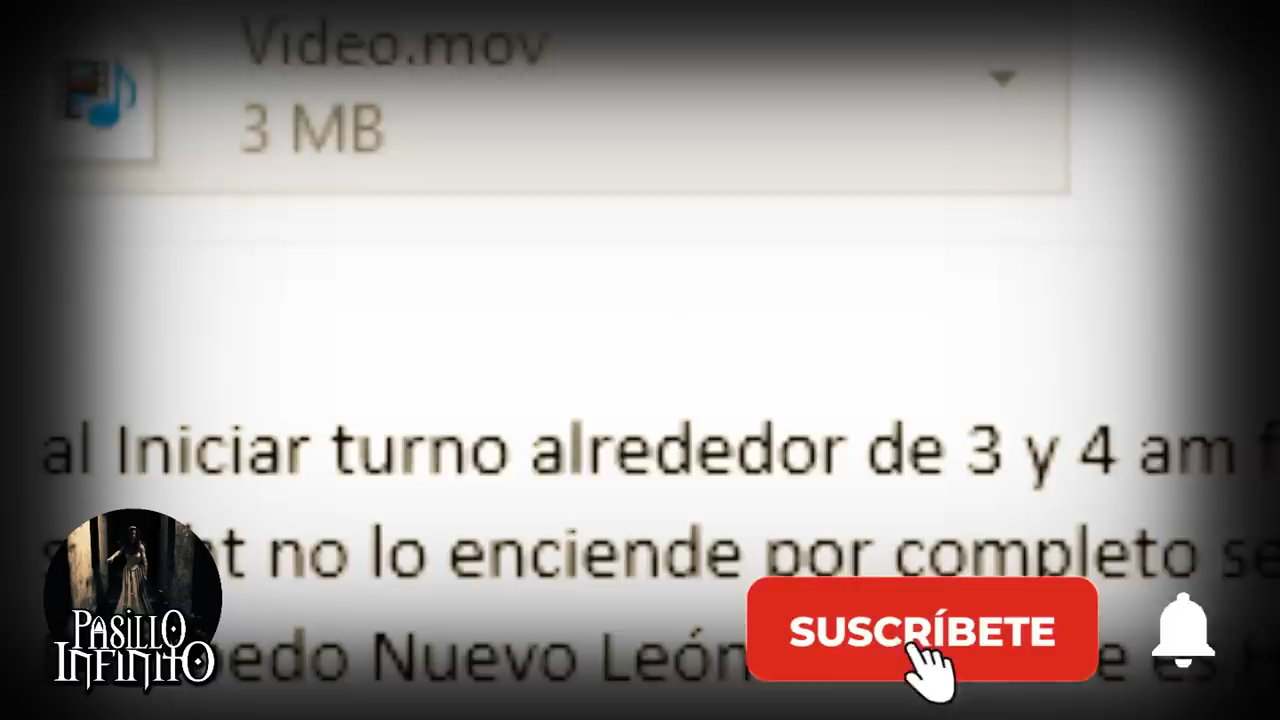 Video.mov
3 MB
al Iniciar turno alrededor de 3 y 4 am
no lo enciende por completo
Nuevo León
PASILLO
INFINITO
SUSCRÍBETE